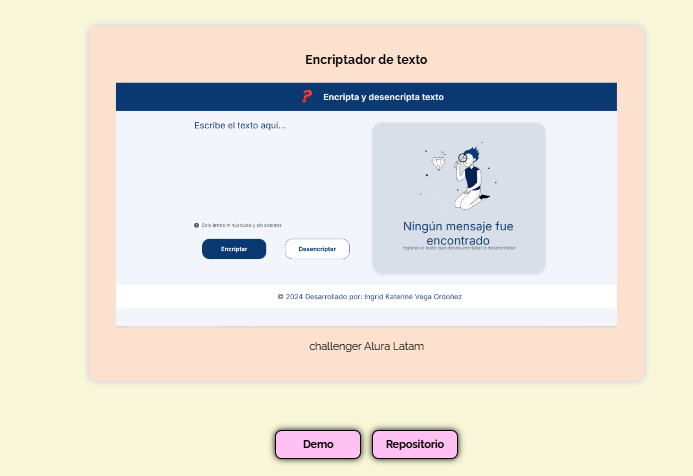 Encriptador de texto
❓ Encripta y desencripta texto
Escribe el texto aquí...
Solo letras minúsculas y sin acentos
Encriptar
Desencriptar
Ningún mensaje fue
encontrado
Ingresa el texto que desea encriptar o desencriptar
© 2024 Desarrollado por: Ingrid Katerine Vega Ordoñez
challenger Alura Latam
Demo
Repositorio